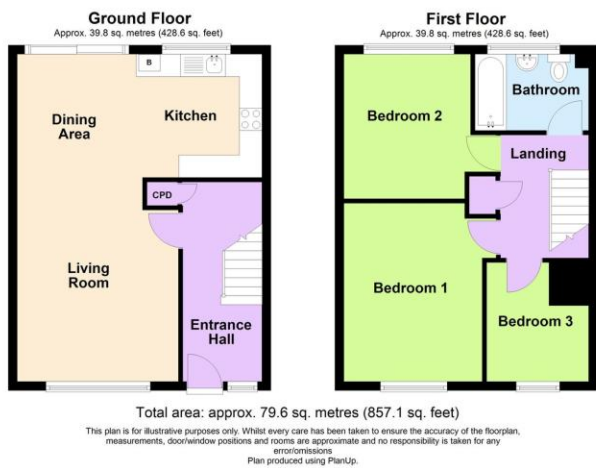 Ground Floor
Approx. 39.8 sq. metres (428.6 sq. feet)
B
Dining
Area
Kitchen
CPD
Living
Room
Entrance
Hall
First Floor
Approx. 39.8 sq. metres (428.6 sq. feet)
Bathroom
Bedroom 2
Landing
Bedroom 1
Bedroom 3
Total area: approx. 79.6 sq. metres (857.1 sq. feet)
This plan is for illustrative purposes only. Whilst every care has been taken to ensure the accuracy of the floorplan,
measurements, door/window positions and rooms are approximate and no responsibility is taken for any
error/omissions
Plan produced using PlanUp.